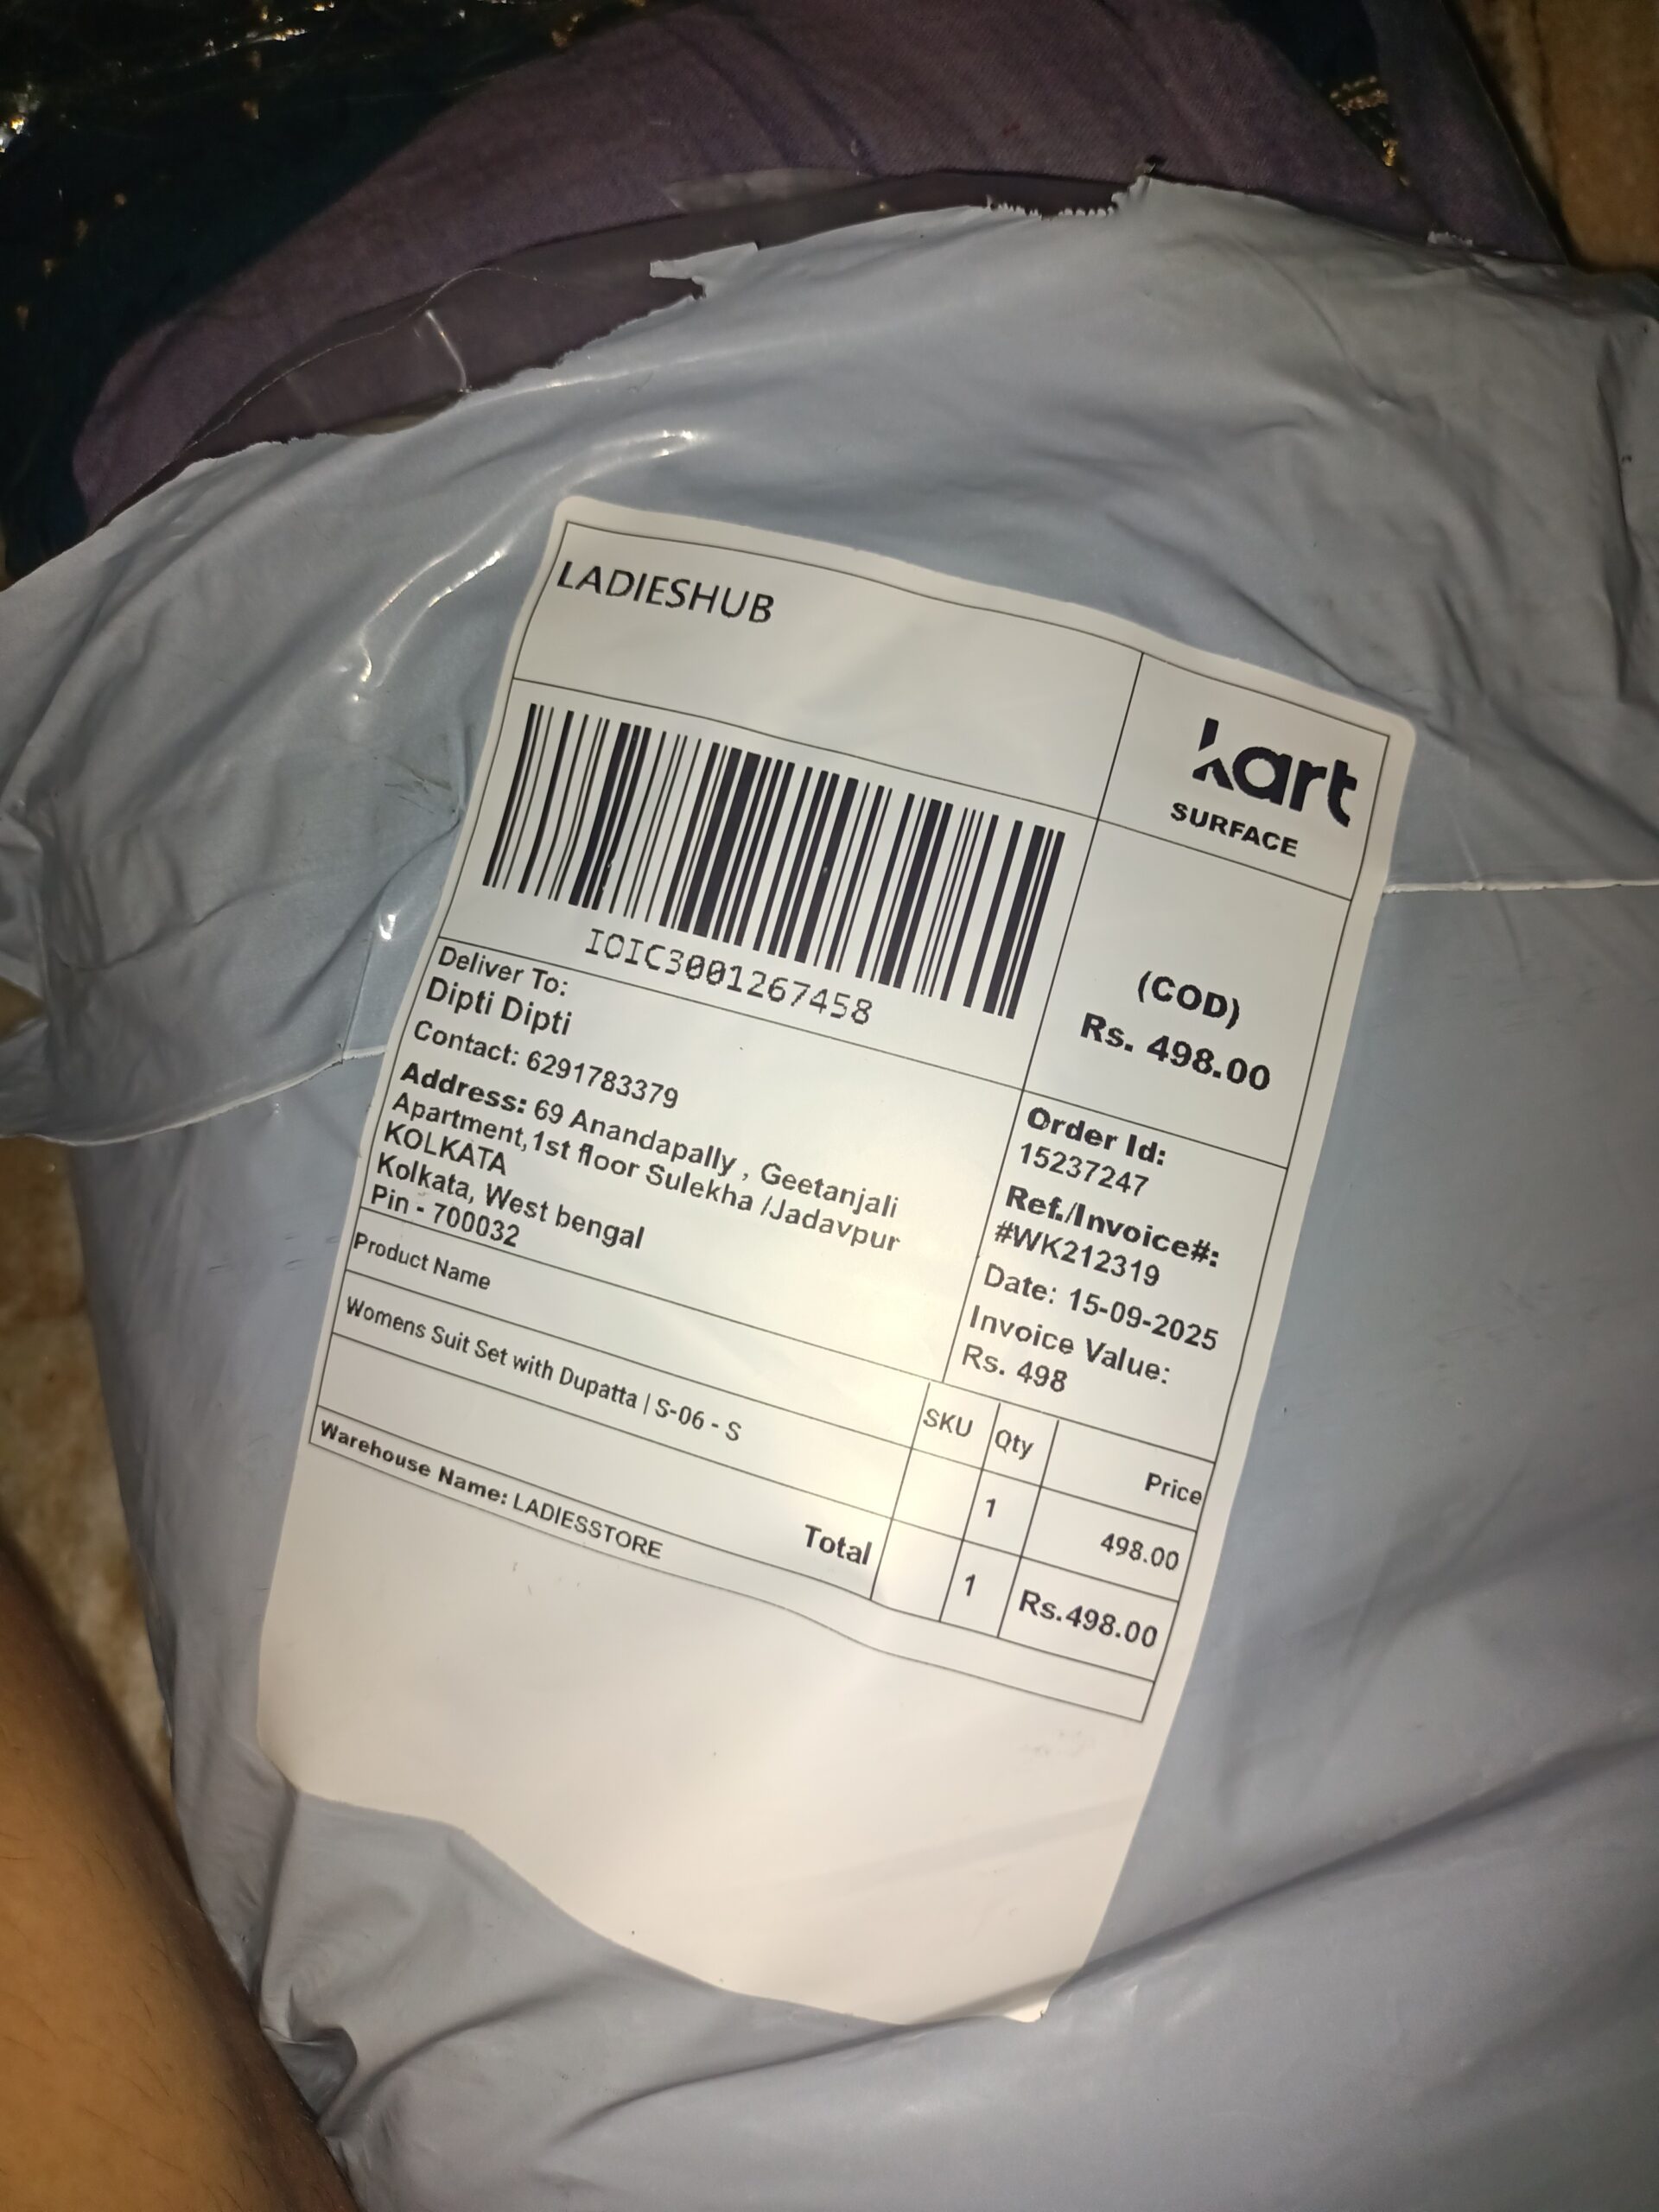 LADIESHUB
kart
SURFACE
IOIC3001267458
(COD)
Rs. 498.00
Deliver To:
Dipti Dipti
Contact: 6291783379
Address: 69 Anandapally , Geetanjali
Apartment,1st floor Sulekha /Jadavpur
KOLKATA
Kolkata, West bengal
Pin - 700032
Order Id:
15237247
Ref./Invoice#:
#WK212319
Date: 15-09-2025
Invoice Value:
Rs. 498
Product Name SKU Qty Price
Womens Suit Set with Dupatta | S-06 - S 1 498.00
Total 1 Rs.498.00
Warehouse Name: LADIESSTORE